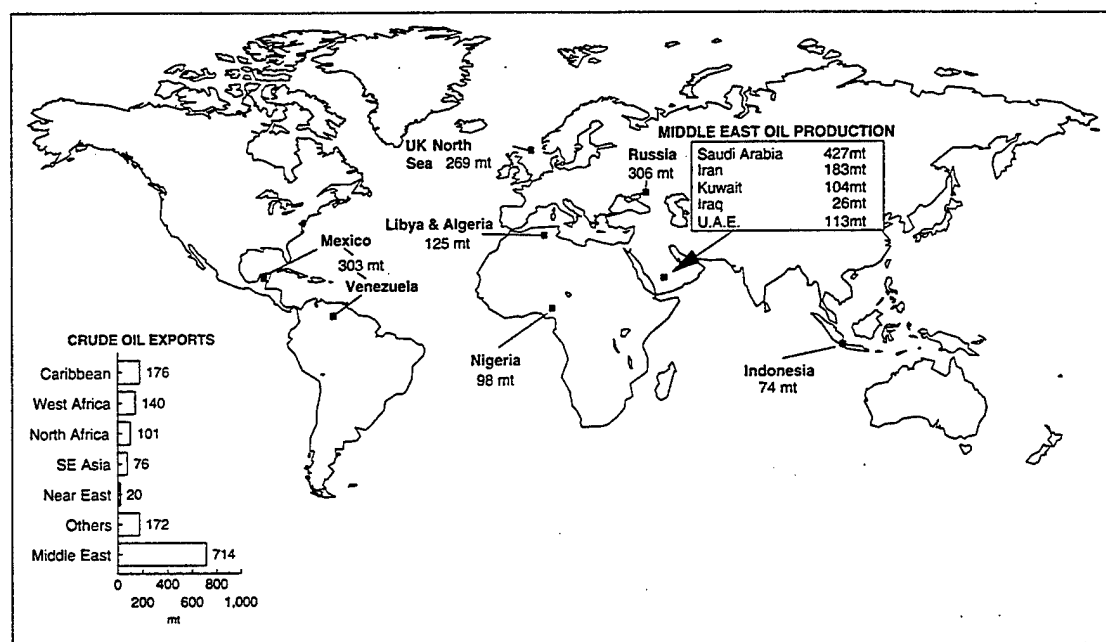 UK North
Sea 269 mt
MIDDLE EAST OIL PRODUCTION
Russia
306 mt
Saudi Arabia 427mt
Iran 183mt
Kuwait 104mt
Iraq 26mt
U.A.E. 113mt
Libya & Algeria
125 mt
Mexico
303 mt
Venezuela
Nigeria
98 mt
Indonesia
74 mt
CRUDE OIL EXPORTS
Caribbean 176
West Africa 140
North Africa 101
SE Asia 76
Near East 20
Others 172
Middle East 714
0 400 800
200 600 1,000
mt